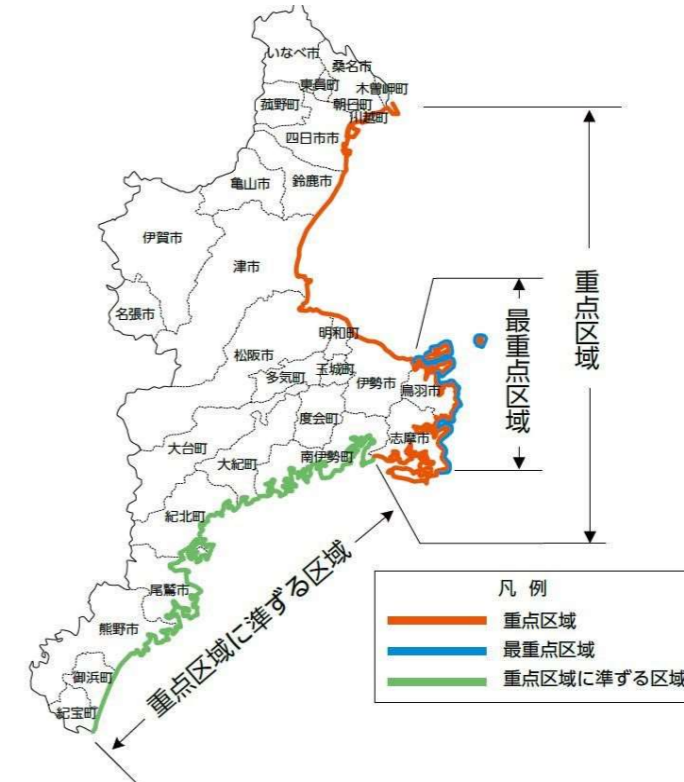 いなべ市
桑名市
東員町
木曽岬町
菰野町
朝日町
川越町
四日市市
亀山市
鈴鹿市
伊賀市
津市
名張市
明和町
松阪市
玉城町
多気町
伊勢市
鳥羽市
度会町
志摩市
大台町
大紀町
南伊勢町
紀北町
尾鷲市
熊野市
御浜町
紀宝町
重点区域
最重点区域
重点区域に準ずる区域
凡 例
重点区域
最重点区域
重点区域に準ずる区域